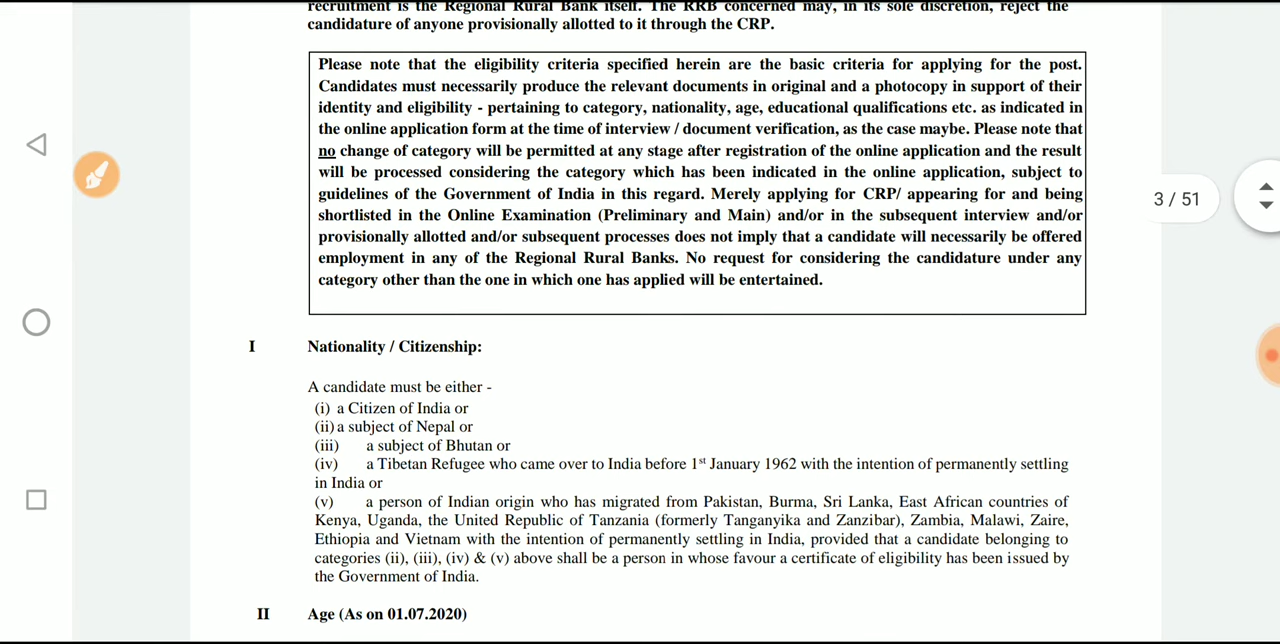 recruitment is the Regional Rural Bank itself. The RRB concerned may, in its sole discretion, reject the
candidature of anyone provisionally allotted to it through the CRP.
Please note that the eligibility criteria specified herein are the basic criteria for applying for the post.
Candidates must necessarily produce the relevant documents in original and a photocopy in support of their
identity and eligibility - pertaining to category, nationality, age, educational qualifications etc. as indicated in
the online application form at the time of interview / document verification, as the case maybe. Please note that
no change of category will be permitted at any stage after registration of the online application and the result
will be processed considering the category which has been indicated in the online application, subject to
guidelines of the Government of India in this regard. Merely applying for CRP/ appearing for and being
shortlisted in the Online Examination (Preliminary and Main) and/or in the subsequent interview and/or
provisionally allotted and/or subsequent processes does not imply that a candidate will necessarily be offered
employment in any of the Regional Rural Banks. No request for considering the candidature under any
category other than the one in which one has applied will be entertained.
3 / 51
I Nationality / Citizenship:
A candidate must be either -
(i) a Citizen of India or
(ii) a subject of Nepal or
(iii) a subject of Bhutan or
(iv) a Tibetan Refugee who came over to India before 1st January 1962 with the intention of permanently settling
in India or
(v) a person of Indian origin who has migrated from Pakistan, Burma, Sri Lanka, East African countries of
Kenya, Uganda, the United Republic of Tanzania (formerly Tanganyika and Zanzibar), Zambia, Malawi, Zaire,
Ethiopia and Vietnam with the intention of permanently settling in India, provided that a candidate belonging to
categories (ii), (iii), (iv) & (v) above shall be a person in whose favour a certificate of eligibility has been issued by
the Government of India.
II Age (As on 01.07.2020)